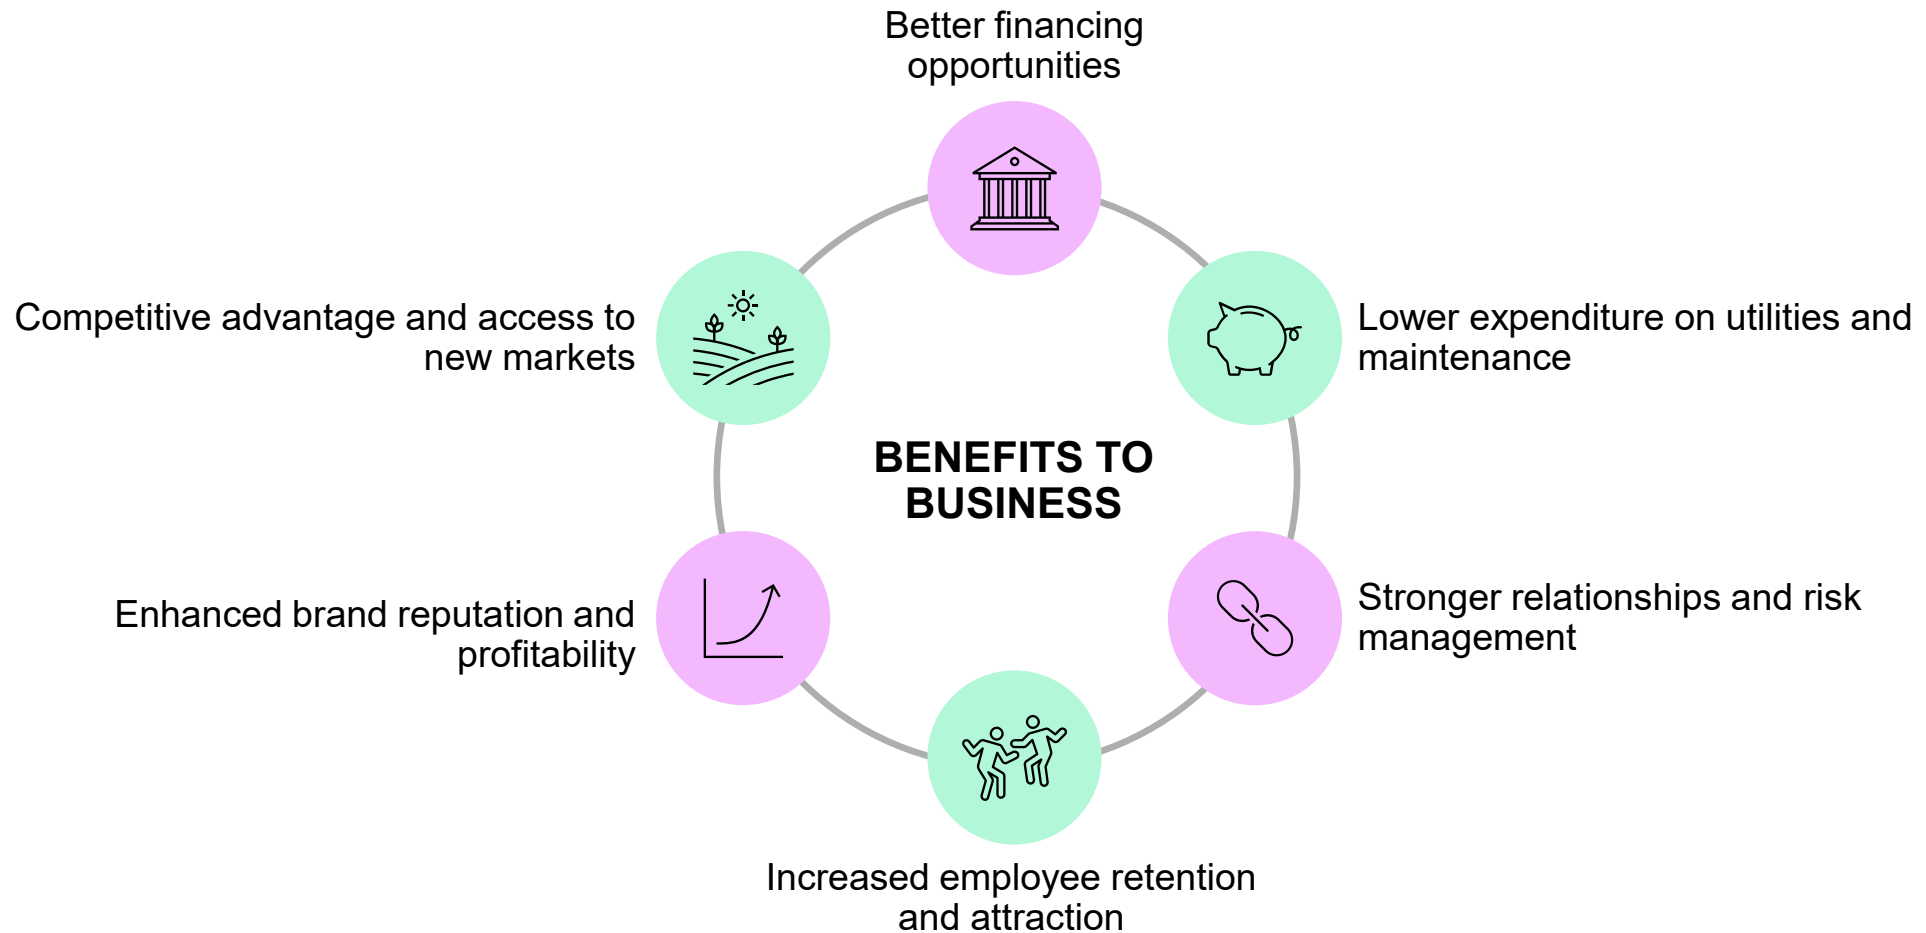 Better financing
opportunities
Competitive advantage and access to
new markets
Lower expenditure on utilities and
maintenance
BENEFITS TO
BUSINESS
Enhanced brand reputation and
profitability
Stronger relationships and risk
management
Increased employee retention
and attraction